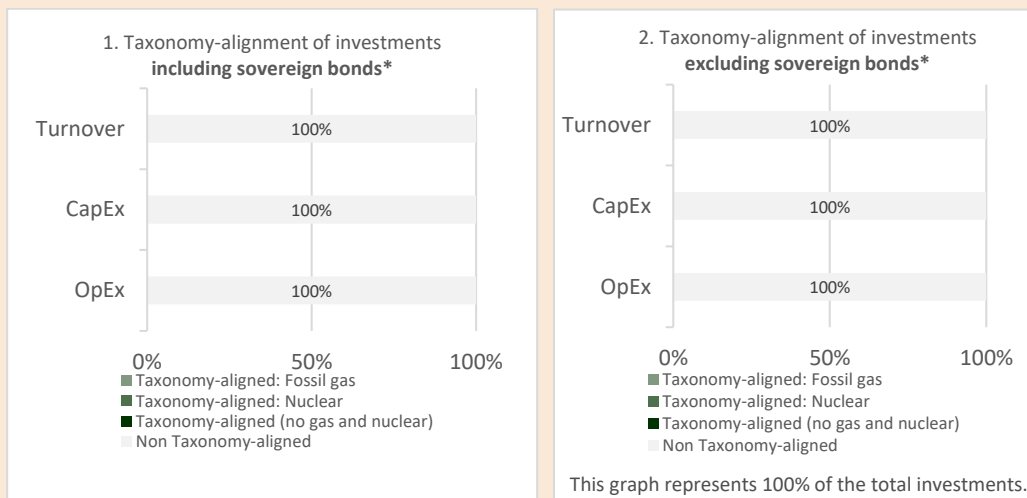 1. Taxonomy-alignment of investments
including sovereign bonds*
Turnover
100%
CapEx
100%
OpEx
100%
0%
50%
100%
Taxonomy-aligned: Fossil gas
Taxonomy-aligned: Nuclear
Taxonomy-aligned (no gas and nuclear)
Non Taxonomy-aligned
2. Taxonomy-alignment of investments
excluding sovereign bonds*
Turnover
100%
CapEx
100%
OpEx
100%
0%
50%
100%
Taxonomy-aligned: Fossil gas
Taxonomy-aligned: Nuclear
Taxonomy-aligned (no gas and nuclear)
Non Taxonomy-aligned
This graph represents 100% of the total investments.